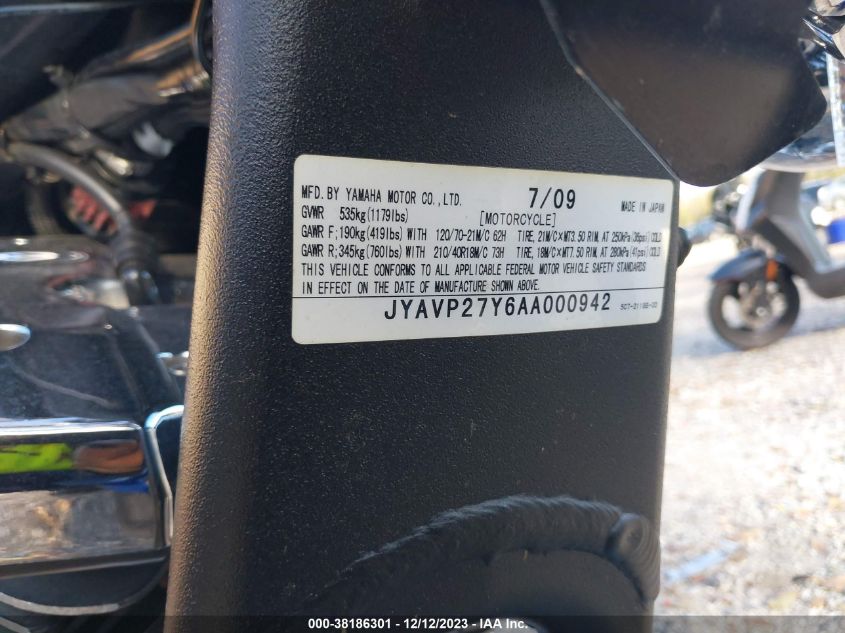 MFD. BY YAMAHA MOTOR CO.,LTD. 7/09 MADE IN JAPAN
GVWR 535kg(1179lbs) [MOTORCYCLE]
GAWR F;190kg(419lbs) WITH 120/70-21M/C 62H TIRE, 21M/C×MT3.50 RIM, AT 250kPa(36psi)COLD
GAWR R;345kg(760lbs) WITH 210/40R18M/C 73H TIRE, 18M/C×MT7.50 RIM, AT 280kPa(41psi)COLD
THIS VEHICLE CONFORMS TO ALL APPLICABLE FEDERAL MOTOR VEHICLE SAFETY STANDARDS
IN EFFECT ON THE DATE OF MANUFACTURE SHOWN ABOVE.
JYAVP27Y6AA000942
000-38186301 - 12/12/2023 - IAA Inc.